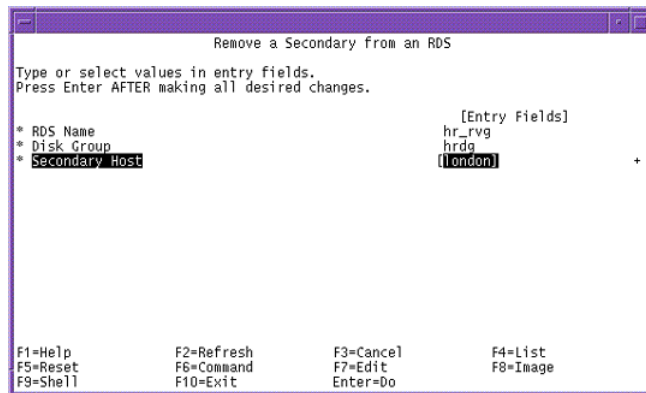 Remove a Secondary from an RDS
Type or select values in entry fields.
Press Enter AFTER making all desired changes.
[Entry Fields]
* RDS Name hr_rvg
* Disk Group hrdg
* Secondary Host [london] +
F1=Help F2=Refresh F3=Cancel F4=List
F5=Reset F6=Command F7=Edit F8=Image
F9=Shell F10=Exit Enter=Do